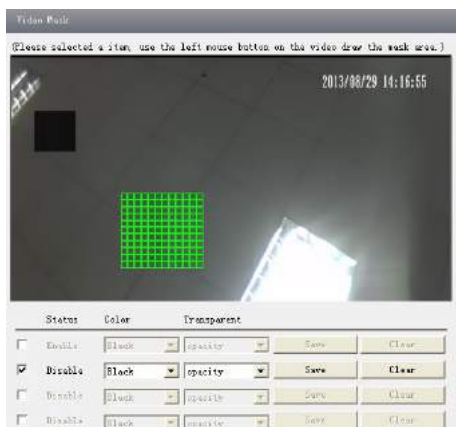 Video Mask
(Please selected a item, use the left mouse button on the video draw the mask area.)
2013/08/29 14:16:55
Status Color Transparent
Enable Black opacity Save Clear
Disable Black opacity Save Clear
Disable Black opacity Save Clear
Disable Black opacity Save Clear